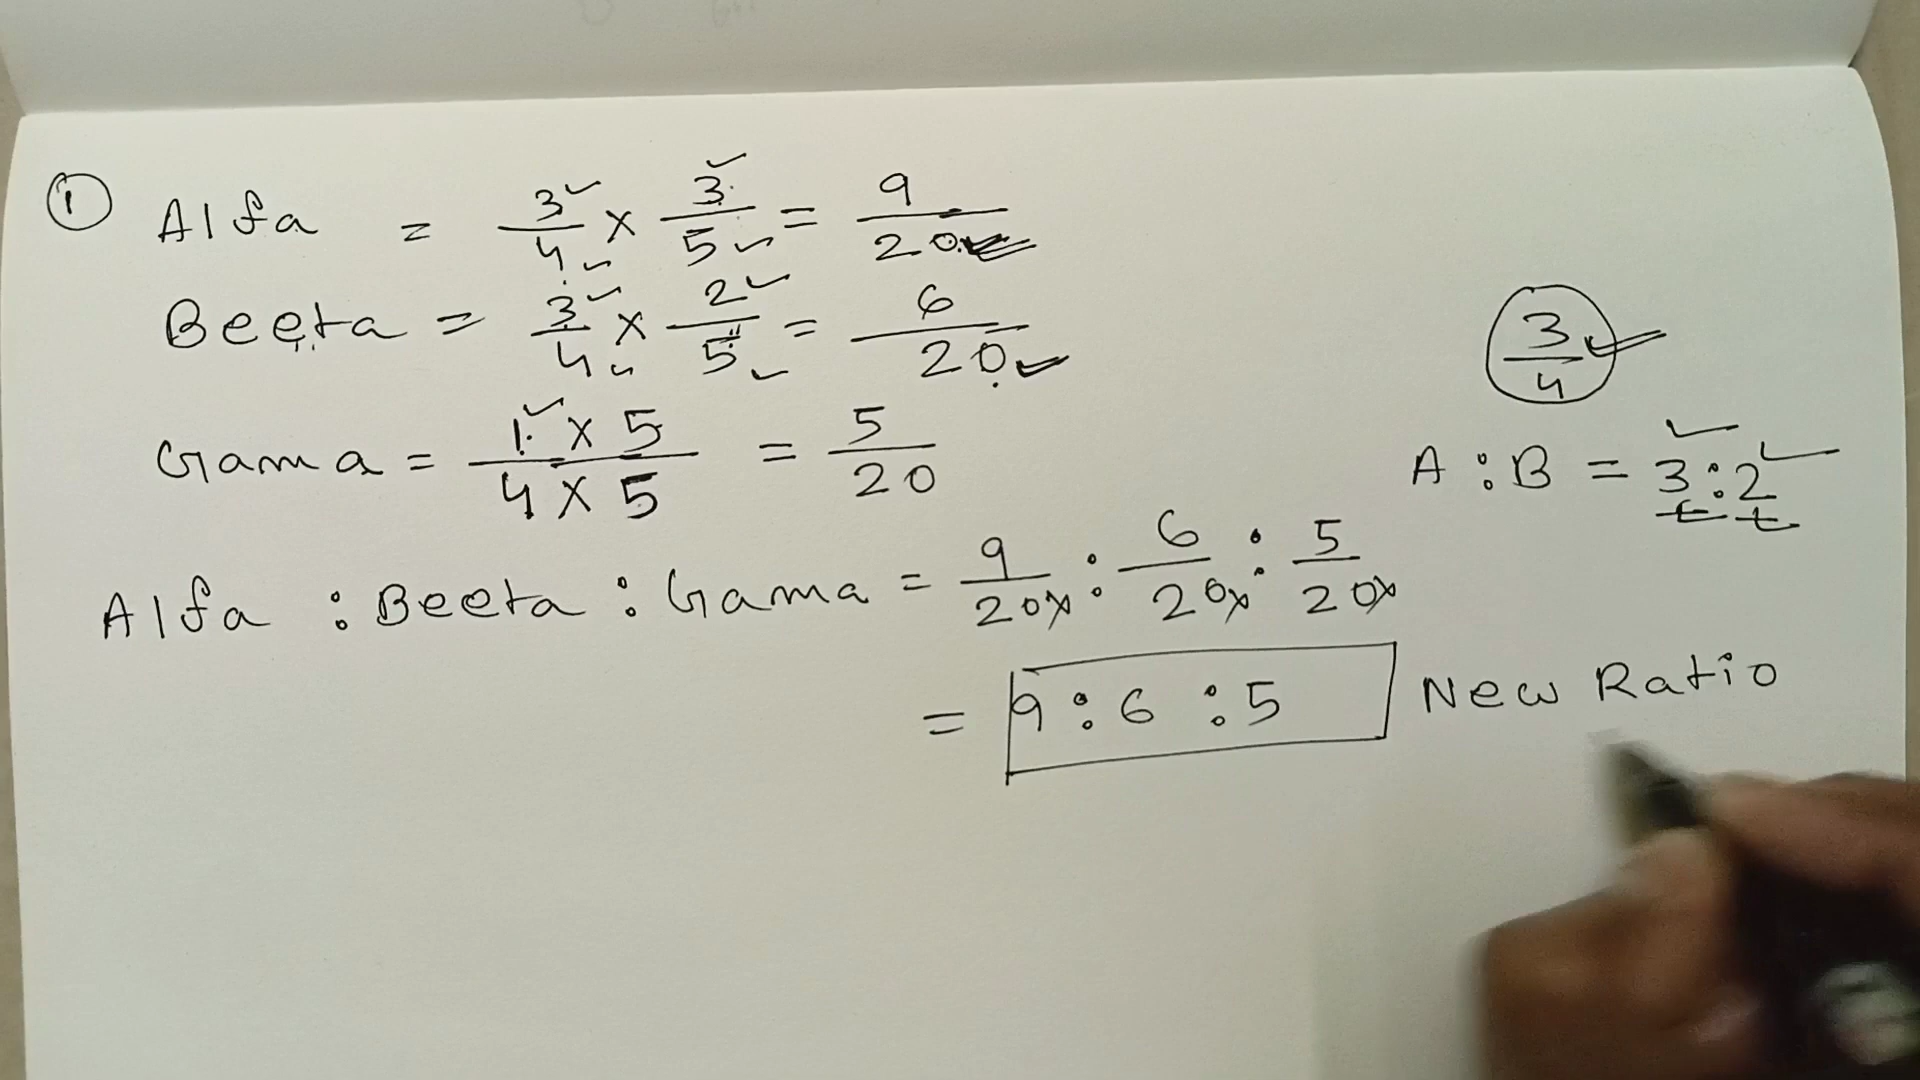 ① Alfa = 3/4 × 3/5 = 9/20
Beeta = 3/4 × 2/5 = 6/20
Gama = 1 × 5 / 4 × 5 = 5/20
3/4
A : B = 3 : 2
Alfa : Beeta : Gama = 9/20 : 6/20 : 5/20
= 9 : 6 : 5 New Ratio